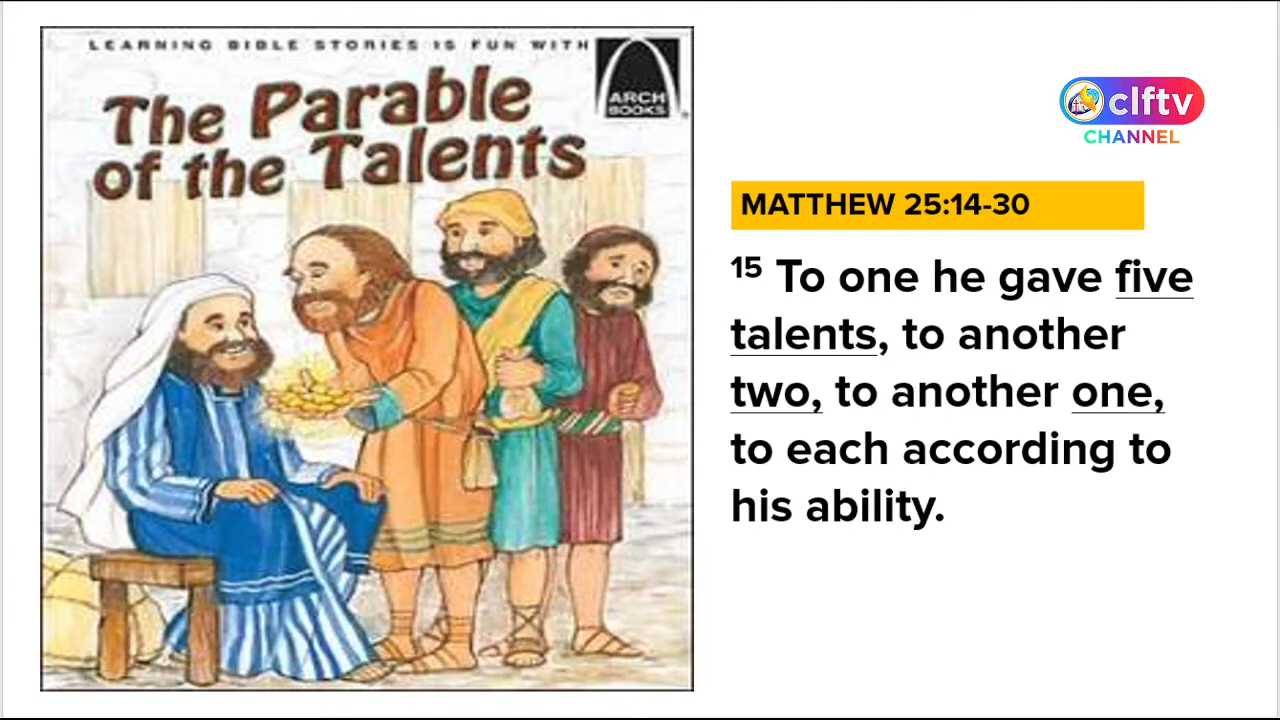 LEARNING BIBLE STORIES IS FUN WITH
ARCH
BOOKS
The Parable
of the Talents
clftv
CHANNEL
MATTHEW 25:14-30
15 To one he gave five
talents, to another
two, to another one,
to each according to
his ability.